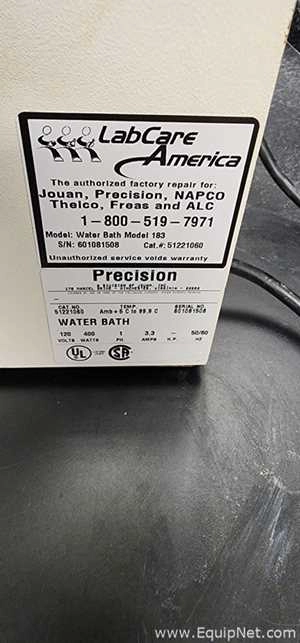 LabCare
America
The authorized factory repair for:
Jouan, Precision, NAPCO
Thelco, Freas and ALC
1-800-519-7971
Model: Water Bath Model 183
S/N: 601081508 Cat.#: 51221060
Unauthorized service voids warranty
Precision
CAT NO. TEMP. SERIAL NO
51221060 Amb + 5 C to 99.9 C 601081508
WATER BATH
120 400 1 3.3 — 50/60
VOLTS WATTS PH AMPS H.P. HZ
UL SA
www.EquipNet.com